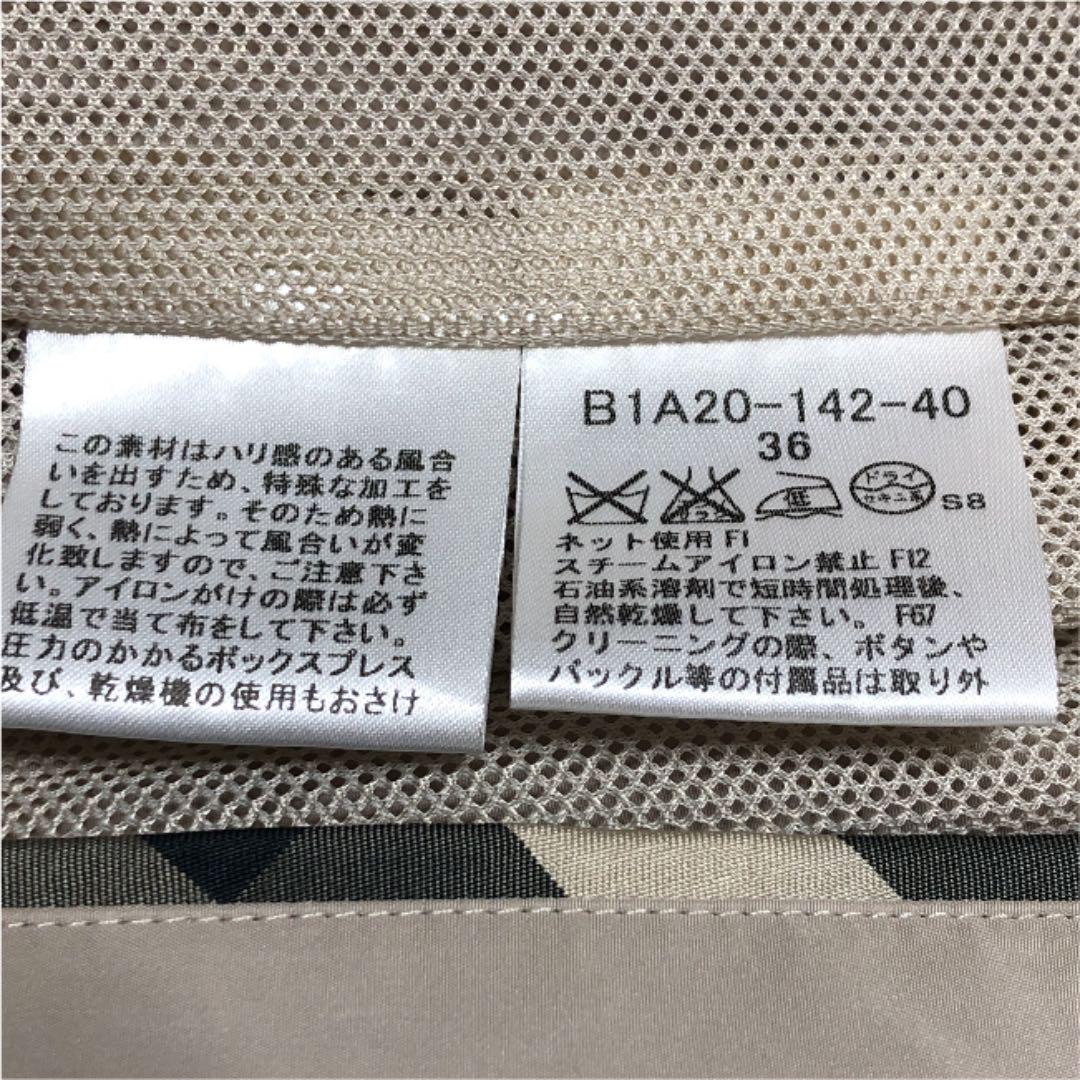 この素材はハリ感のある風合
いを出すため、特殊な加工を
しております。そのため熱に
弱く、熱によって風合いが変
化致しますので、ご注意下さ
い。アイロンがけの際は必ず
低温で当て布をして下さい。
圧力のかかるボックスプレス
及び、乾燥機の使用もおさけ
B1A20-142-40
36
エンソサラシ
低
ドライ
セキユ系
S8
ネット使用 F1
スチームアイロン禁止 F12
石油系溶剤で短時間処理後、
自然乾燥して下さい。 F67
クリーニングの際、ボタンや
バックル等の付属品は取り外